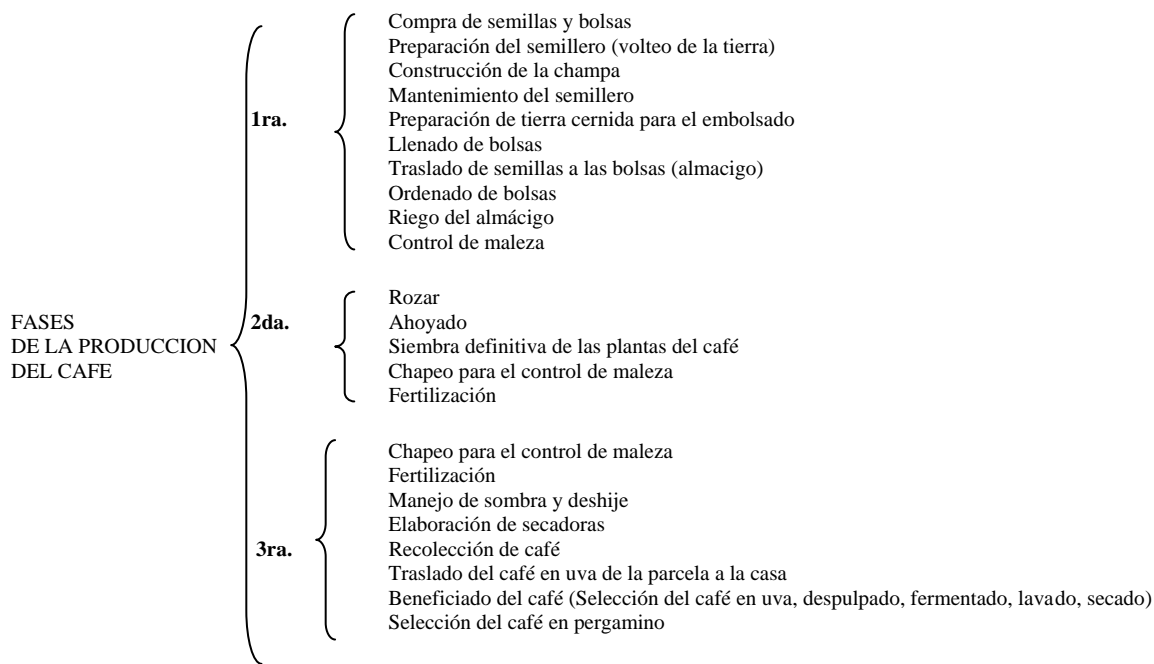 FASES
DE LA PRODUCCION
DEL CAFE
1ra.
Compra de semillas y bolsas
Preparación del semillero (volteo de la tierra)
Construcción de la champa
Mantenimiento del semillero
Preparación de tierra cernida para el embolsado
Llenado de bolsas
Traslado de semillas a las bolsas (almacigo)
Ordenado de bolsas
Riego del almácigo
Control de maleza
2da.
Rozar
Ahoyado
Siembra definitiva de las plantas del café
Chapeo para el control de maleza
Fertilización
3ra.
Chapeo para el control de maleza
Fertilización
Manejo de sombra y deshije
Elaboración de secadoras
Recolección de café
Traslado del café en uva de la parcela a la casa
Beneficiado del café (Selección del café en uva, despulpado, fermentado, lavado, secado)
Selección del café en pergamino